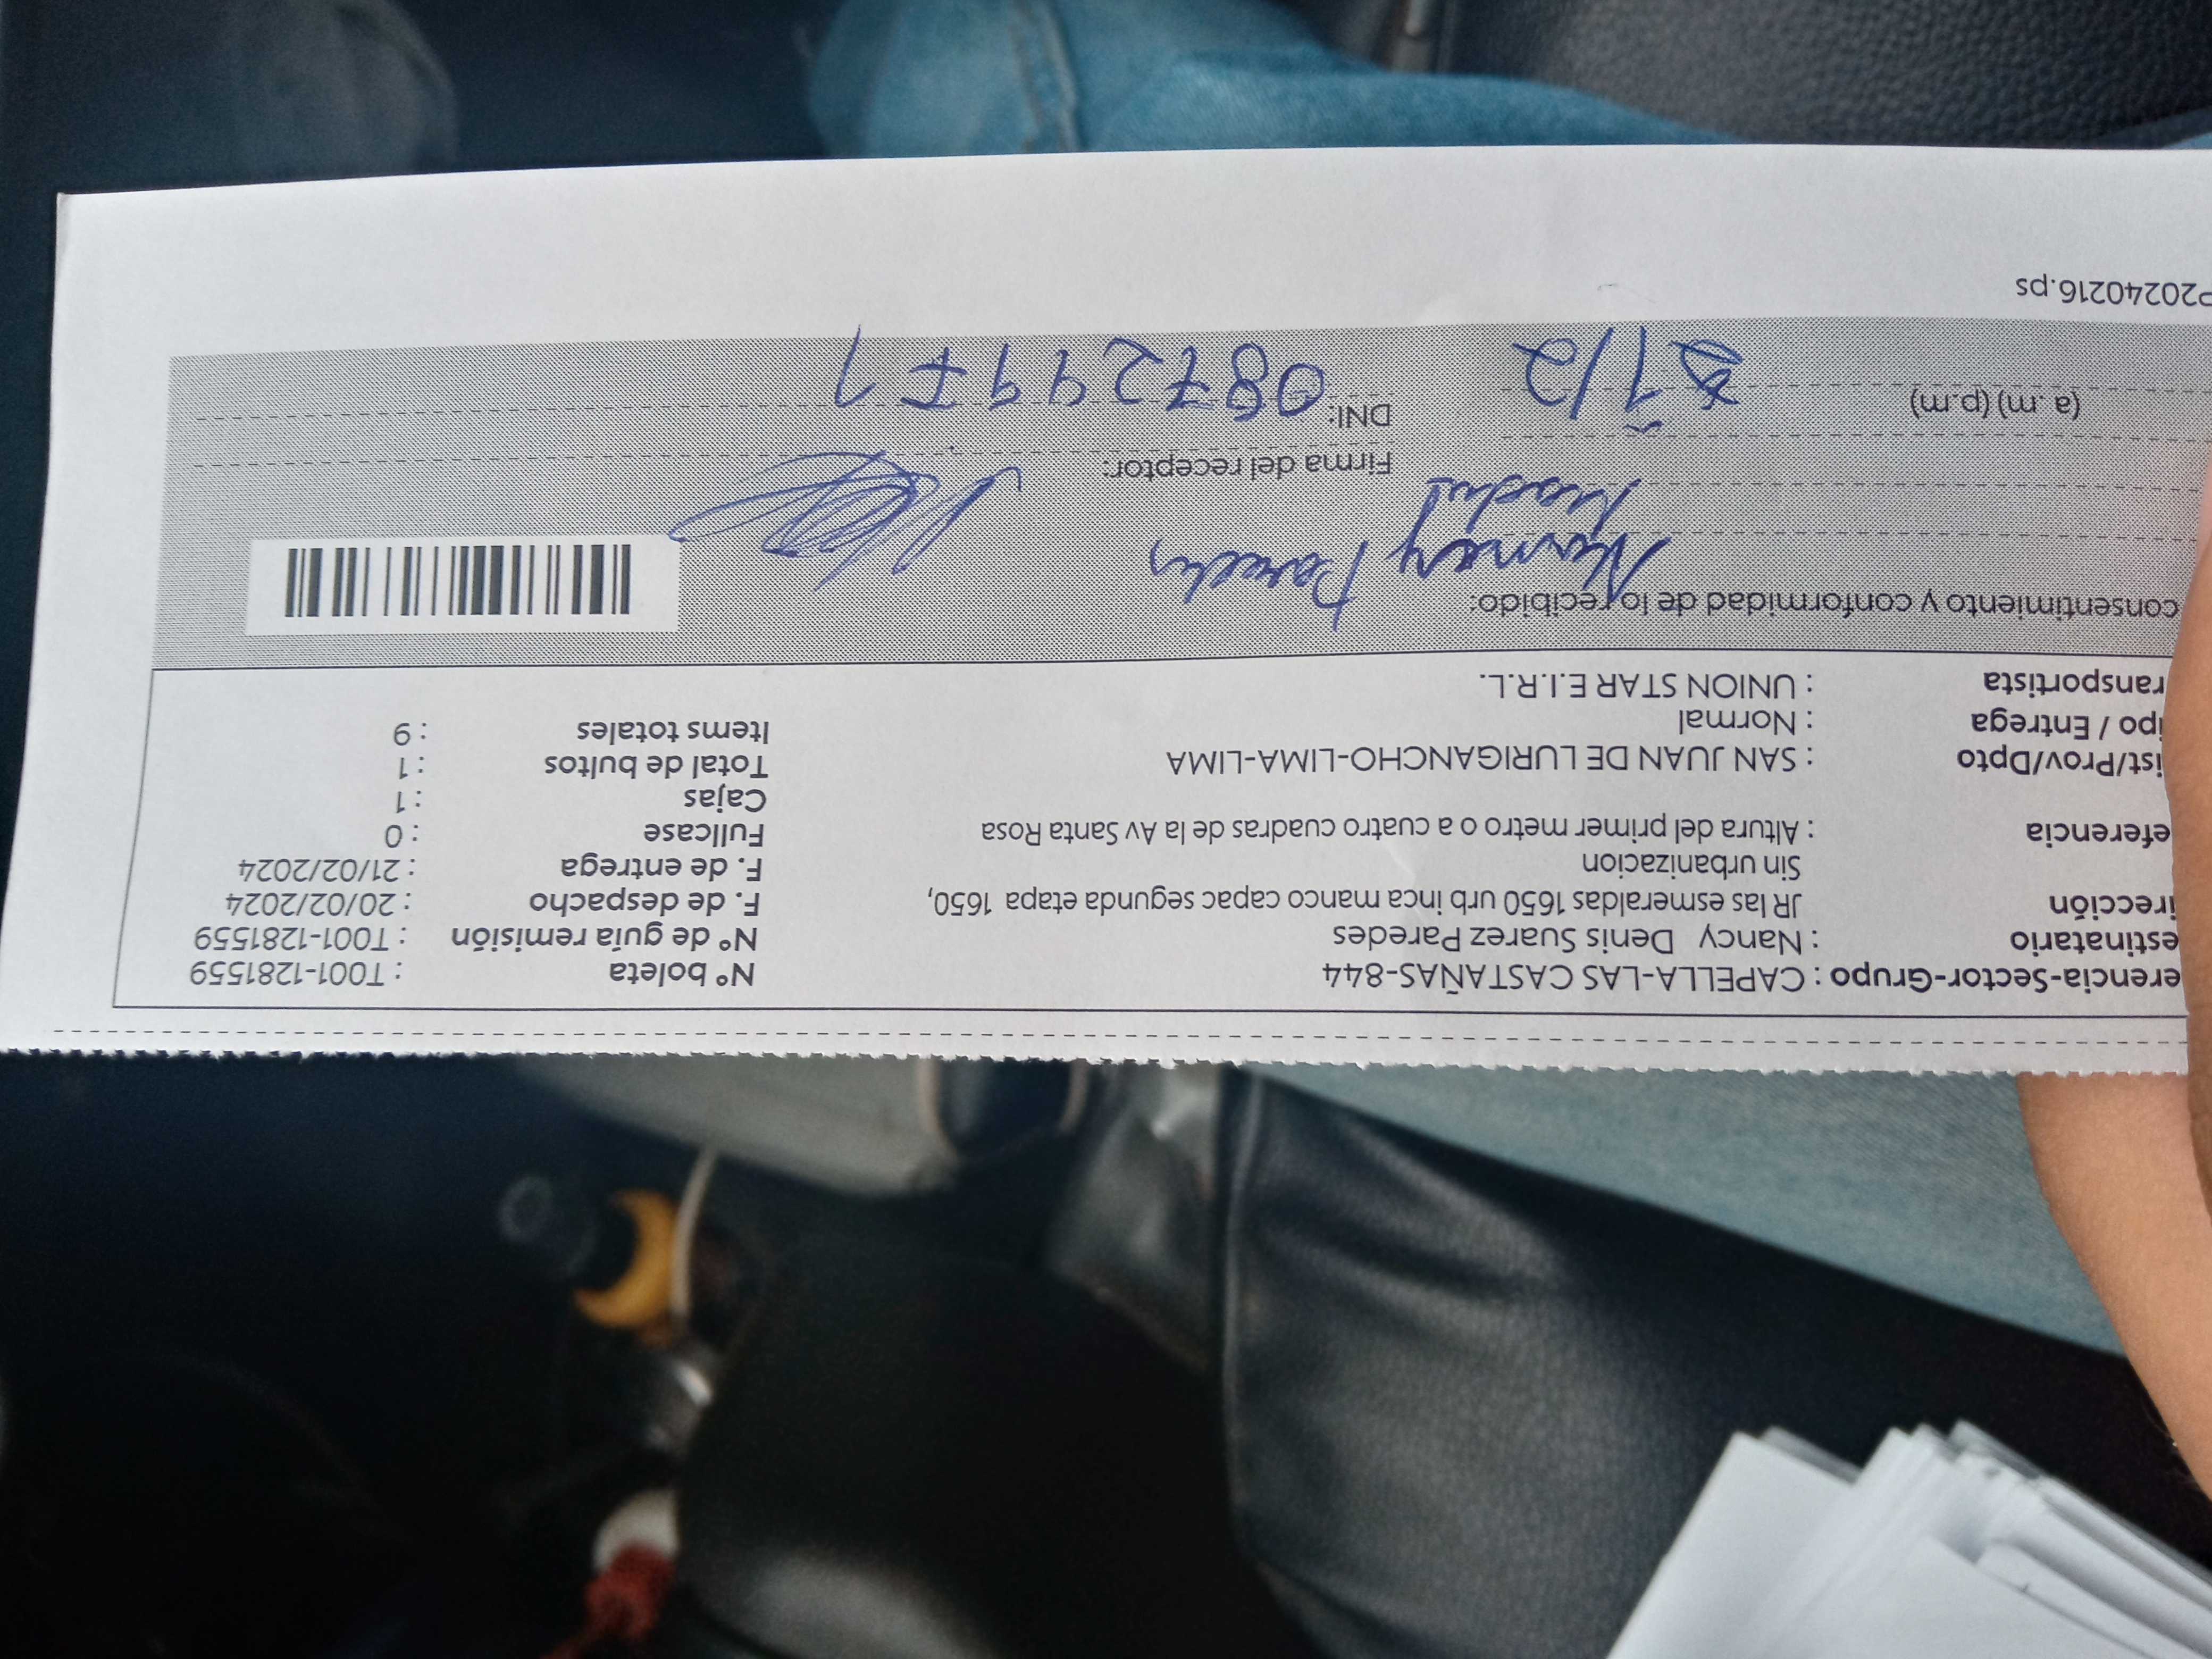 erencia-Sector-Grupo : CAPELLA-LAS CASTAÑAS-844
estinatario : Nancy Denis Suarez Paredes
irección JR las esmeraldas 1650 urb inca manco capac segunda etapa 1650,
Sin urbanizacion
eferencia : Altura del primer metro o a cuatro cuadras de la Av Santa Rosa
ist/Prov/Dpto : SAN JUAN DE LURIGANCHO-LIMA-LIMA
ipo / Entrega : Normal
ransportista : UNION STAR E.I.R.L.
N° boleta : T001-1281559
N° de guía remisión : T001-1281559
F. de despacho : 20/02/2024
F. de entrega : 21/02/2024
Fullcase : 0
Cajas : 1
Total de bultos : 1
Items totales : 9
consentimiento y conformidad de lo recibido:
Nancy Paredes
Firma del receptor:
(a. m) (p.m)
DNI:
P20240216.ps